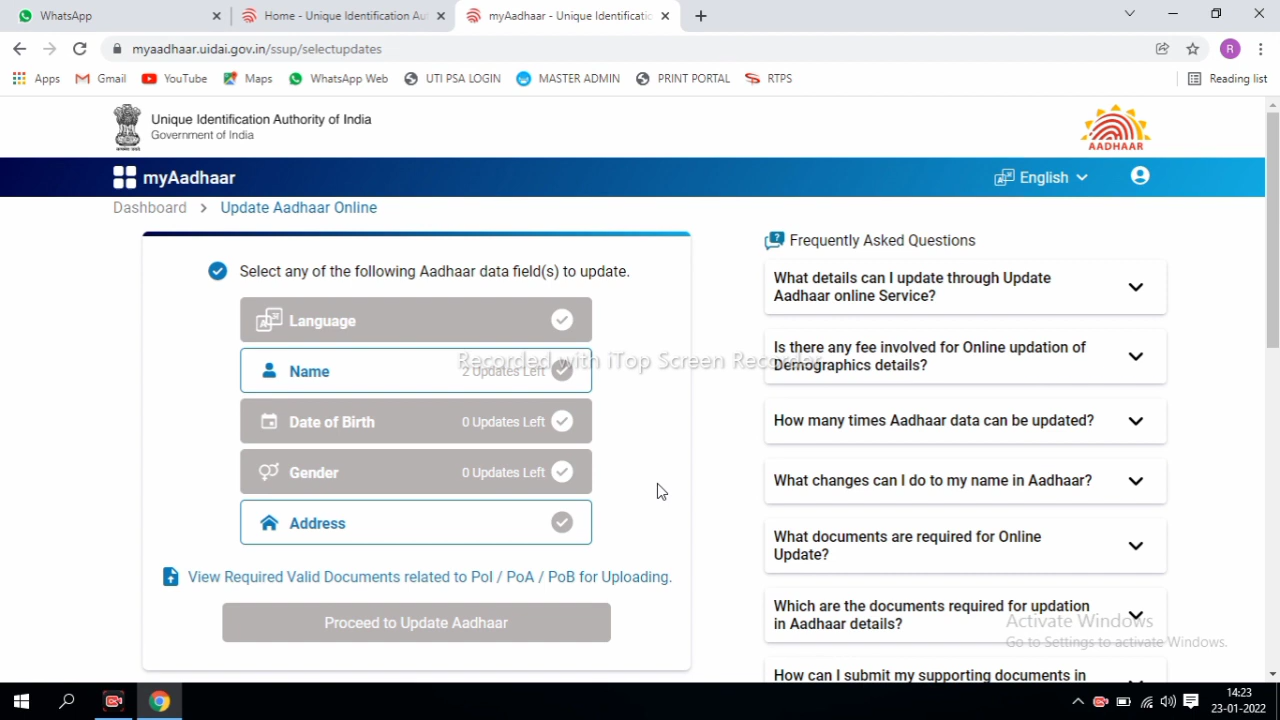 WhatsApp
Home - Unique Identification Au
myAadhaar - Unique Identificatio
myaadhaar.uidai.gov.in/ssup/selectupdates
R
Apps
Gmail
YouTube
Maps
WhatsApp Web
UTI PSA LOGIN
MASTER ADMIN
PRINT PORTAL
RTPS
Reading list
Unique Identification Authority of India
Government of India
AADHAAR
myAadhaar
English
Dashboard > Update Aadhaar Online
Select any of the following Aadhaar data field(s) to update.
Language
Name
2 Updates Left
Date of Birth
0 Updates Left
Gender
0 Updates Left
Address
View Required Valid Documents related to PoI / PoA / PoB for Uploading.
Proceed to Update Aadhaar
Recorded with iTop Screen Recorder
Frequently Asked Questions
What details can I update through Update
Aadhaar online Service?
Is there any fee involved for Online updation of
Demographics details?
How many times Aadhaar data can be updated?
What changes can I do to my name in Aadhaar?
What documents are required for Online
Update?
Which are the documents required for updation
in Aadhaar details?
How can I submit my supporting documents in
Activate Windows
Go to Settings to activate Windows.
14:23
23-01-2022